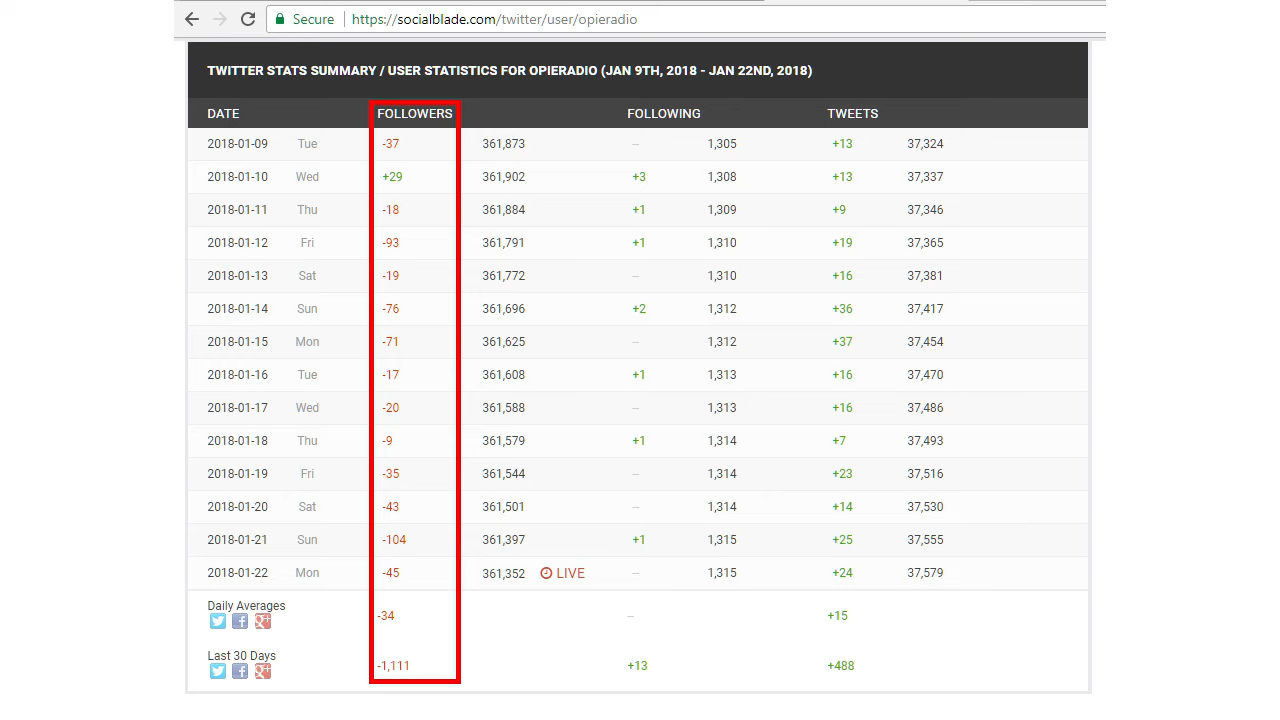 Secure https://socialblade.com/twitter/user/opieradio
TWITTER STATS SUMMARY / USER STATISTICS FOR OPIERADIO (JAN 9TH, 2018 - JAN 22ND, 2018)
DATE FOLLOWERS FOLLOWING TWEETS
2018-01-09 Tue -37 361,873 -- 1,305 +13 37,324
2018-01-10 Wed +29 361,902 +3 1,308 +13 37,337
2018-01-11 Thu -18 361,884 +1 1,309 +9 37,346
2018-01-12 Fri -93 361,791 +1 1,310 +19 37,365
2018-01-13 Sat -19 361,772 -- 1,310 +16 37,381
2018-01-14 Sun -76 361,696 +2 1,312 +36 37,417
2018-01-15 Mon -71 361,625 -- 1,312 +37 37,454
2018-01-16 Tue -17 361,608 +1 1,313 +16 37,470
2018-01-17 Wed -20 361,588 -- 1,313 +16 37,486
2018-01-18 Thu -9 361,579 +1 1,314 +7 37,493
2018-01-19 Fri -35 361,544 -- 1,314 +23 37,516
2018-01-20 Sat -43 361,501 -- 1,314 +14 37,530
2018-01-21 Sun -104 361,397 +1 1,315 +25 37,555
2018-01-22 Mon -45 361,352 LIVE -- 1,315 +24 37,579
Daily Averages -34 -- +15
Last 30 Days -1,111 +13 +488